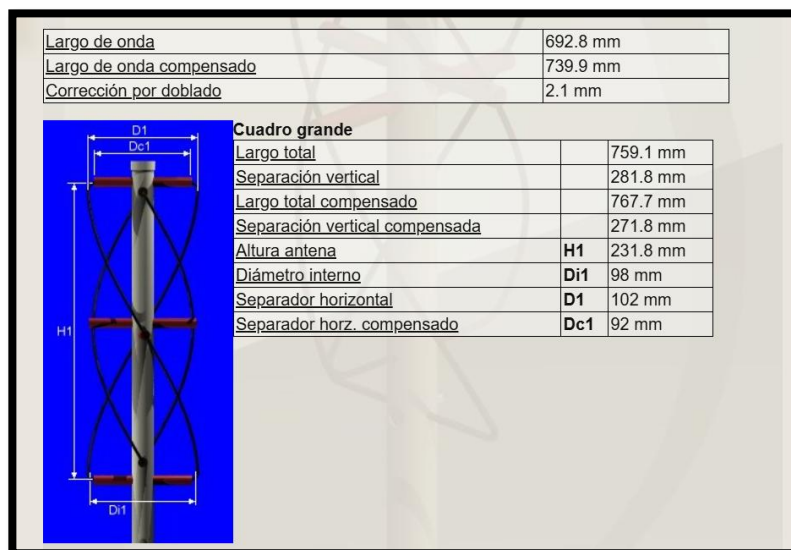 Largo de onda 692.8 mm
Largo de onda compensado 739.9 mm
Corrección por doblado 2.1 mm
D1
Dc1
H1
Di1
Cuadro grande
Largo total 759.1 mm
Separación vertical 281.8 mm
Largo total compensado 767.7 mm
Separación vertical compensada 271.8 mm
Altura antena H1 231.8 mm
Diámetro interno Di1 98 mm
Separador horizontal D1 102 mm
Separador horz. compensado Dc1 92 mm